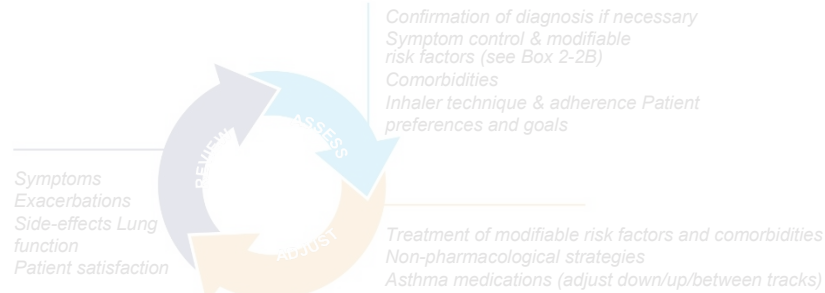 Confirmation of diagnosis if necessary
Symptom control & modifiable
risk factors (see Box 2-2B)
Comorbidities
Inhaler technique & adherence Patient
preferences and goals
REVIEW
ASSESS
ADJUST
Symptoms
Exacerbations
Side-effects Lung
function
Patient satisfaction
Treatment of modifiable risk factors and comorbidities
Non-pharmacological strategies
Asthma medications (adjust down/up/between tracks)